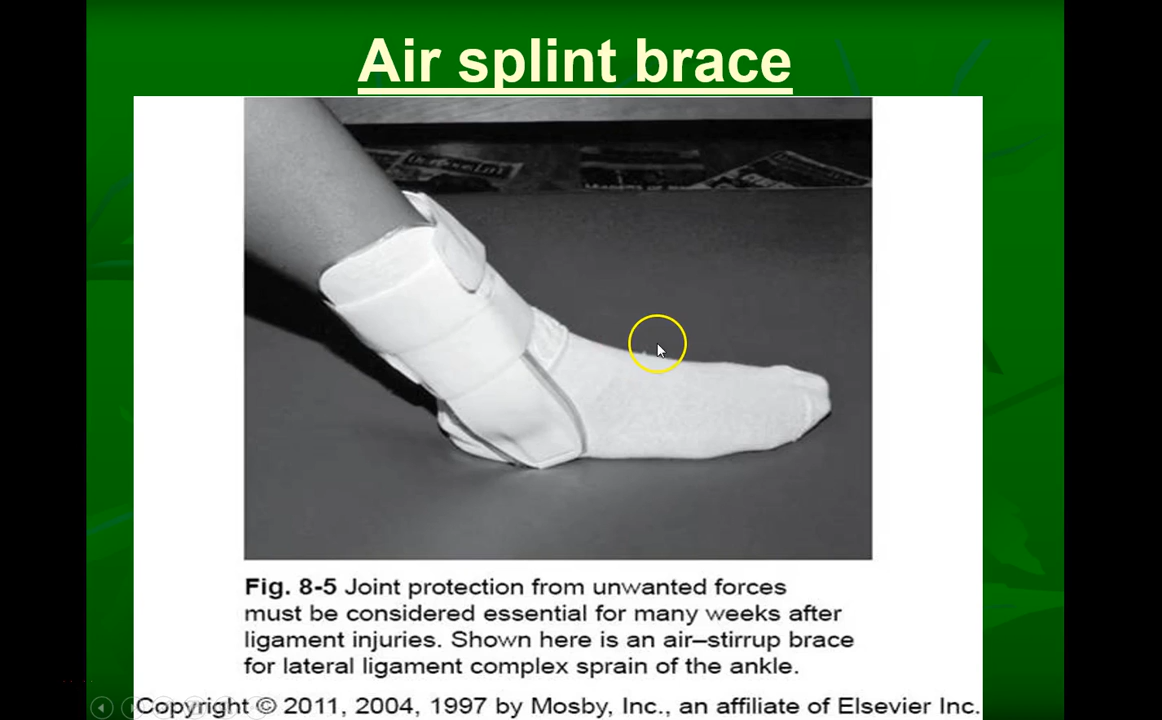 Air splint brace
Fig. 8-5 Joint protection from unwanted forces
must be considered essential for many weeks after
ligament injuries. Shown here is an air–stirrup brace
for lateral ligament complex sprain of the ankle.
Copyright © 2011, 2004, 1997 by Mosby, Inc., an affiliate of Elsevier Inc.